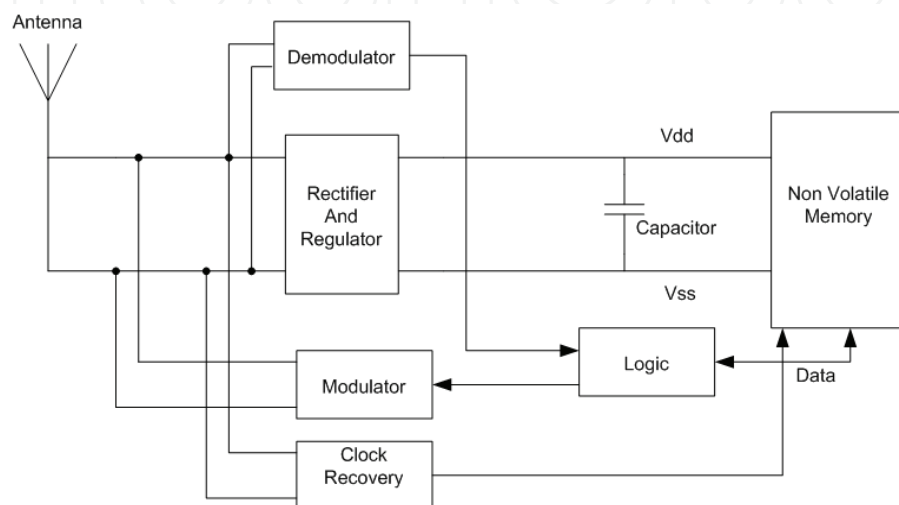 Antenna
Demodulator
Vdd
Rectifier
And
Regulator
Capacitor
Non Volatile
Memory
Vss
Modulator
Logic
Data
Clock
Recovery